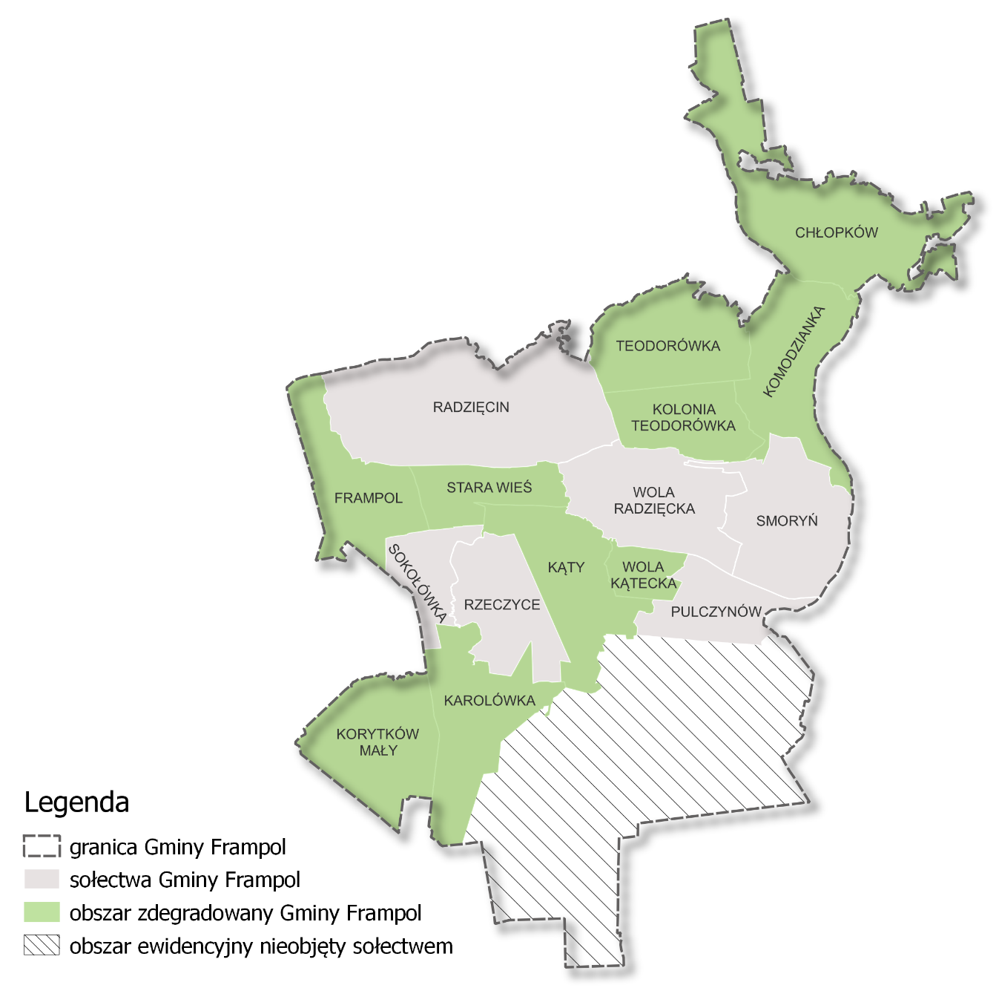 CHŁOPKÓW
KOMODZIANKA
TEODORÓWKA
KOLONIA
TEODORÓWKA
RADZIĘCIN
STARA WIEŚ
FRAMPOL
WOLA
RADZIĘCKA
SMORYŃ
SOKOŁÓWKA
RZECZYCE
KĄTY
WOLA
KĄTECKA
PULCZYNÓW
KAROLÓWKA
KORYTKÓW
MAŁY
Legenda
granica Gminy Frampol
sołectwa Gminy Frampol
obszar zdegradowany Gminy Frampol
obszar ewidencyjny nieobjęty sołectwem